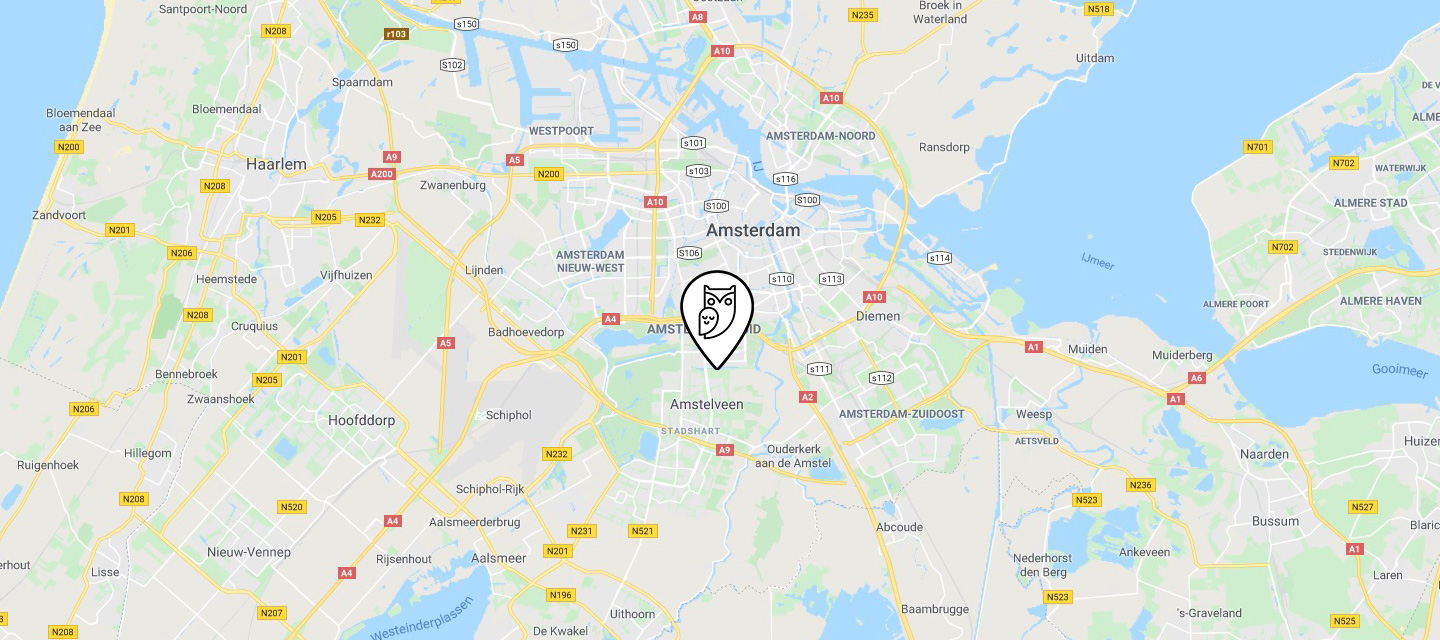 Santpoort-Noord
s150
N235
Broek in
Waterland
N518
A8
N208
r103
s150
A10
Uitdam
S102
Spaarndam
A10
Bloemendaal
aan Zee
Bloemendaal
WESTPOORT
AMSTERDAM-NOORD
N200
s101
Ransdorp
N701
A9
A5
Haarlem
N702
WATERWIJK
A200
N200
s103
s116
N208
Zwanenburg
A10
S100
S100
ALMERE STAD
Zandvoort
N205
N232
N201
Amsterdam
N206
S106
N702
STEDENWIJK
AMSTERDAM
NIEUW-WEST
s114
IJmeer
Lijnden
Vijfhuizen
Heemstede
s110
s113
A10
ALMERE POORT
ALMERE HAVEN
N208
Cruquius
A4
Diemen
Badhoevedorp
A5
A1
Muiden
Muiderberg
N201
s111
s112
Gooimeer
Bennebroek
N205
A6
Zwaanshoek
A2
A1
N206
Amstelveen
Schiphol
AMSTERDAM-ZUIDOOST
Weesp
Hoofddorp
STADSHART
AETSVELD
A9
Ouderkerk
aan de Amstel
Hillegom
N232
Naarden
Ruigenhoek
Schiphol-Rijk
N236
N208
N523
N520
N527
A4
Aalsmeerderbrug
Bussum
N231
N521
Abcoude
Nieuw-Vennep
N201
Ankeveen
A1
Rijsenhout
Aalsmeer
Nederhorst
den Berg
Lisse
A4
Laren
N196
N523
N207
Uithoorn
Baambrugge
's-Graveland
Westeinderplassen
N208
De Kwakel
N525